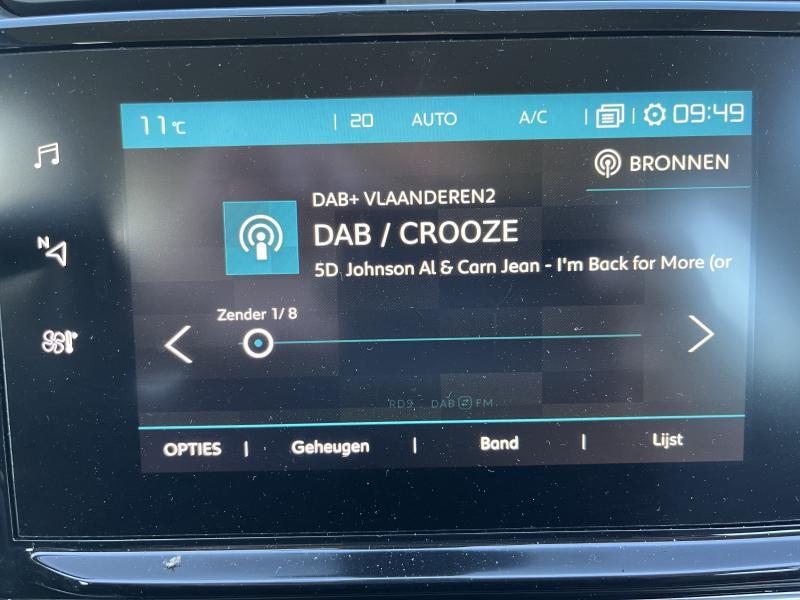 11°C | 20 AUTO A/C | | 09:49
BRONNEN
DAB+ VLAANDEREN2
DAB / CROOZE
5D Johnson Al & Carn Jean - I'm Back for More (or
Zender 1/8
N
RDS DAB FM
OPTIES | Geheugen | Band | Lijst